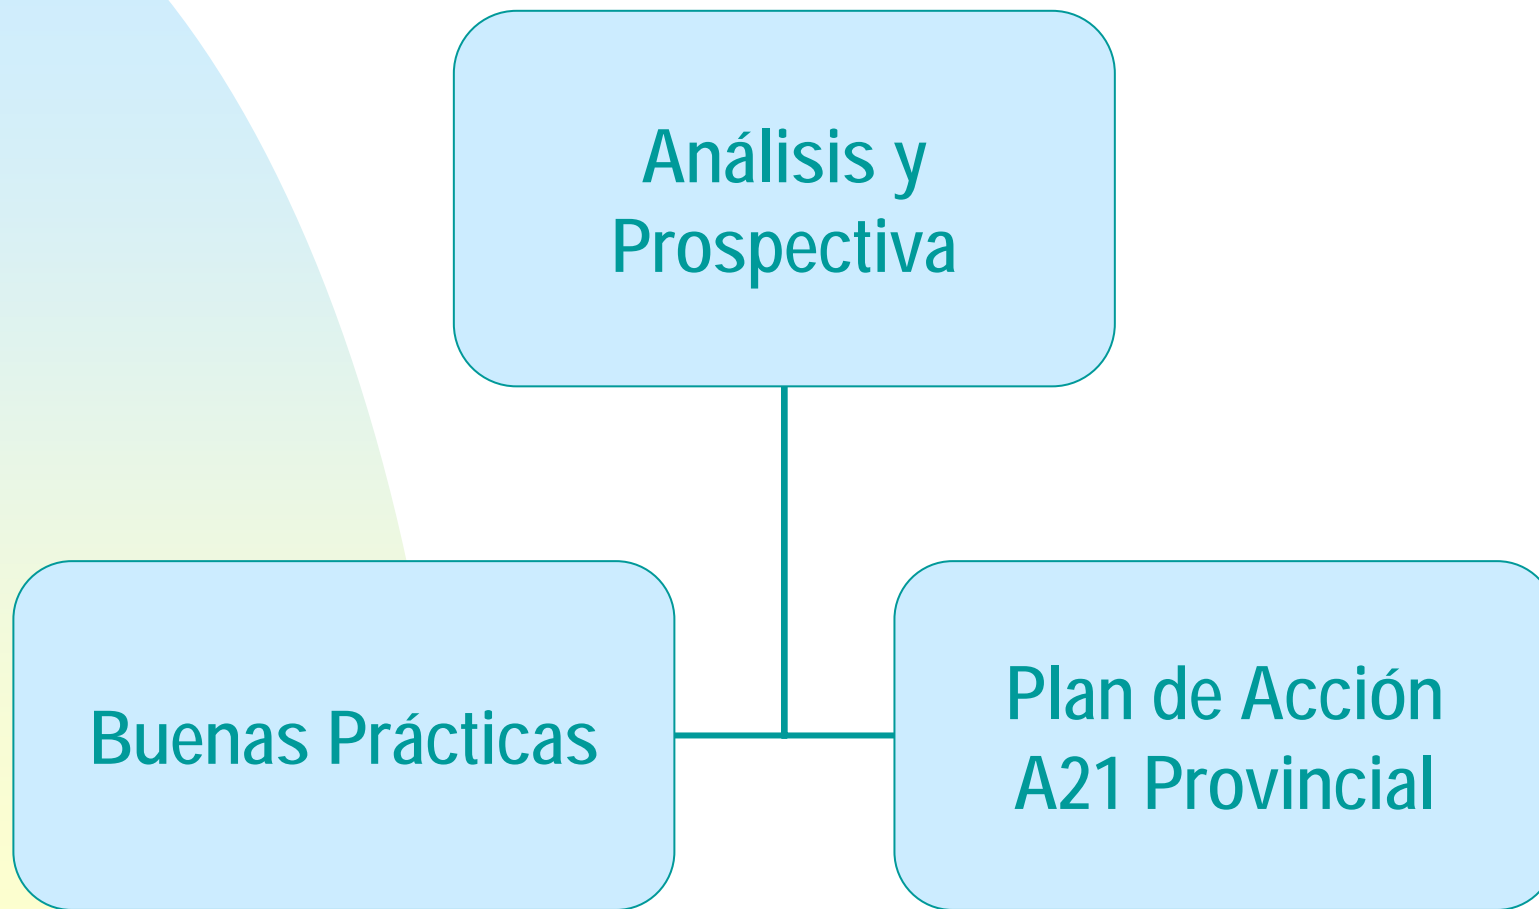 Análisis y
Prospectiva
Buenas Prácticas
Plan de Acción
A21 Provincial